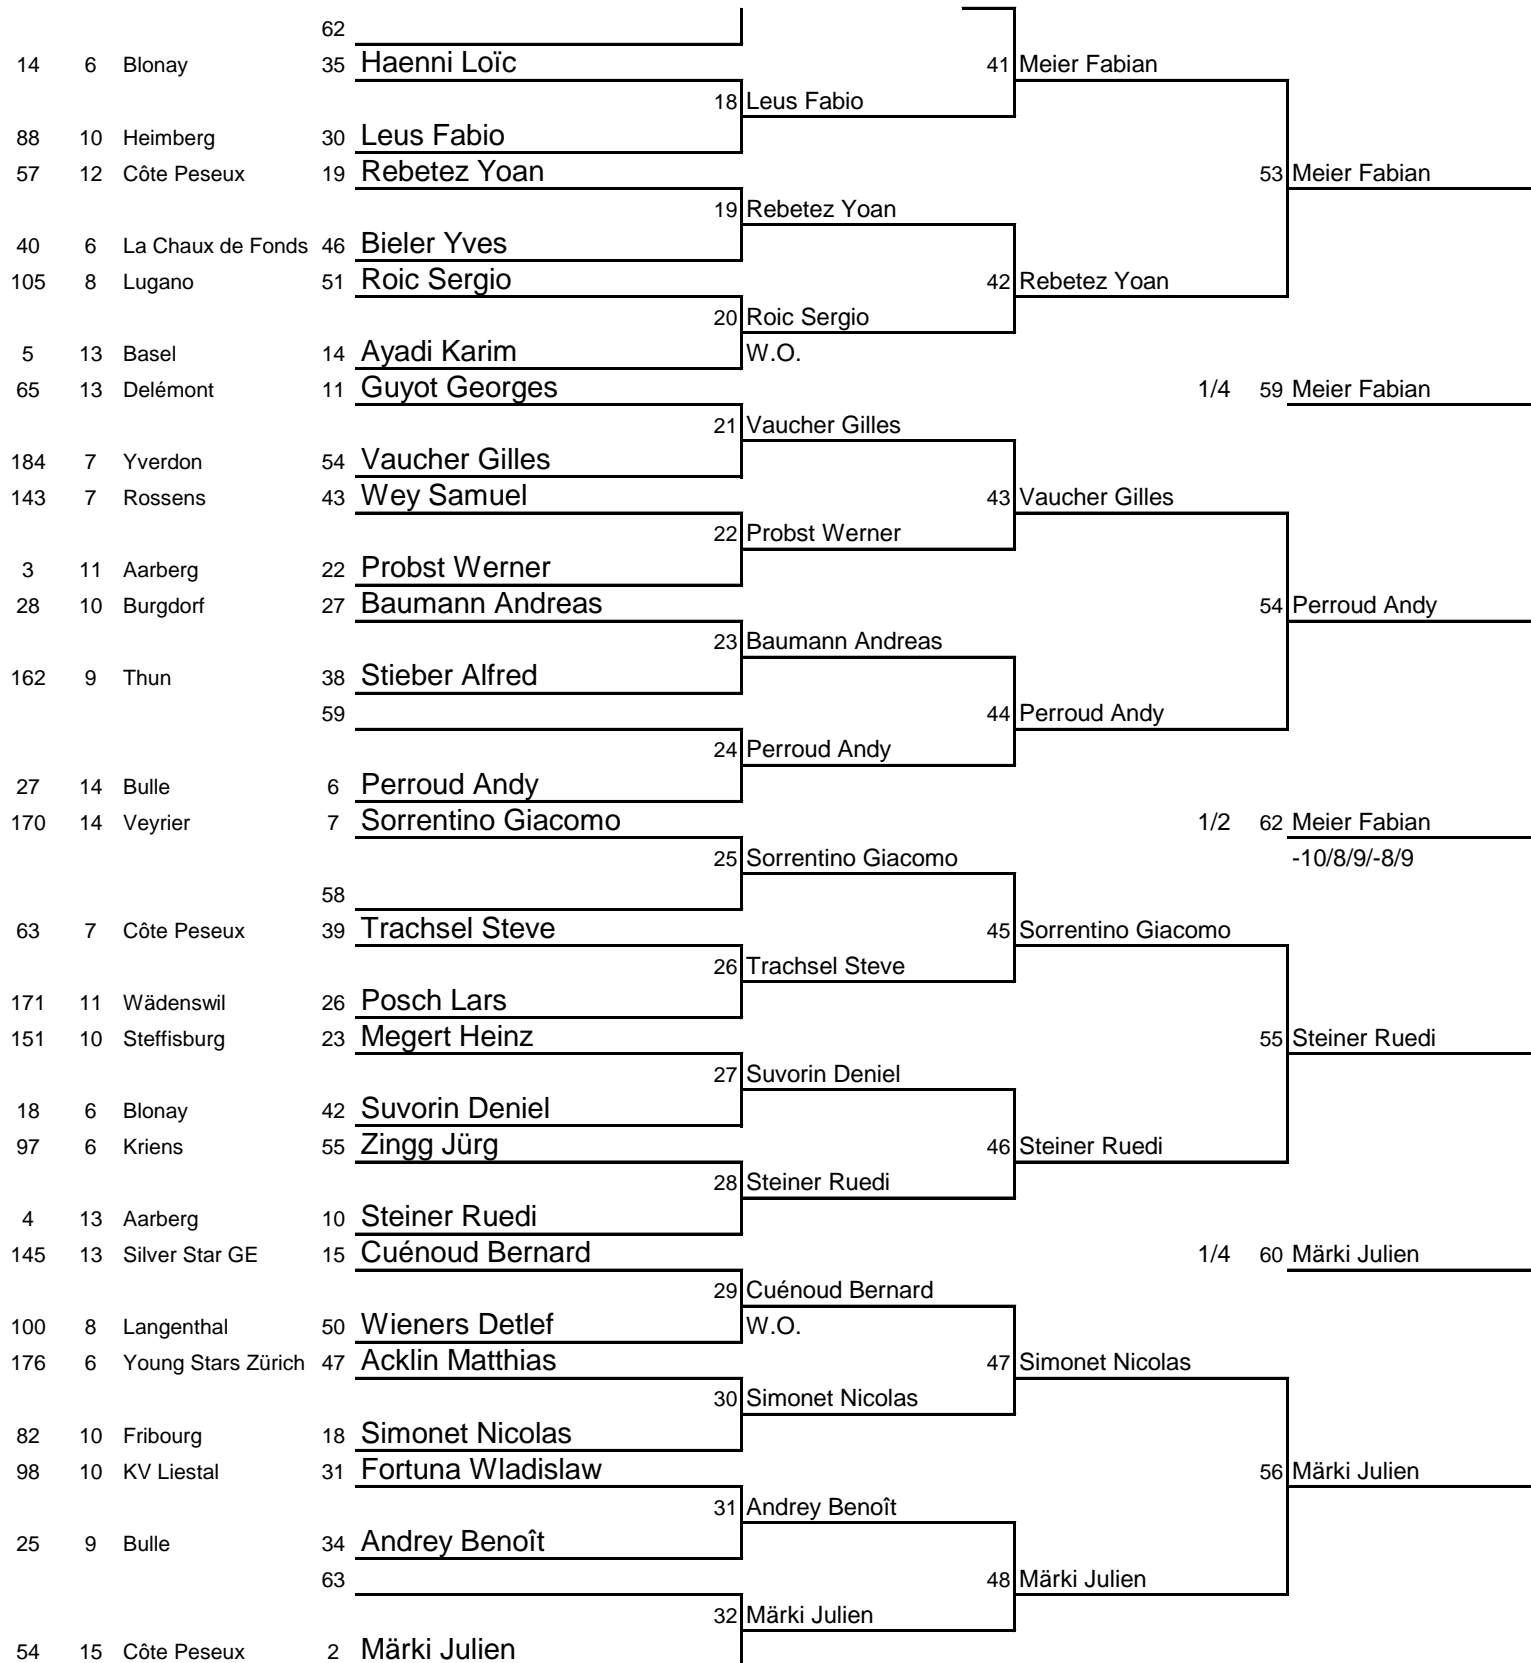 62
14 6 Blonay 35 Haenni Loïc 41 Meier Fabian
18 Leus Fabio
88 10 Heimberg 30 Leus Fabio
57 12 Côte Peseux 19 Rebetez Yoan 53 Meier Fabian
19 Rebetez Yoan
40 6 La Chaux de Fonds 46 Bieler Yves
105 8 Lugano 51 Roic Sergio 42 Rebetez Yoan
20 Roic Sergio
5 13 Basel 14 Ayadi Karim W.O.
65 13 Delémont 11 Guyot Georges 1/4 59 Meier Fabian
21 Vaucher Gilles
184 7 Yverdon 54 Vaucher Gilles
143 7 Rossens 43 Wey Samuel 43 Vaucher Gilles
22 Probst Werner
3 11 Aarberg 22 Probst Werner
28 10 Burgdorf 27 Baumann Andreas 54 Perroud Andy
23 Baumann Andreas
162 9 Thun 38 Stieber Alfred
59 44 Perroud Andy
24 Perroud Andy
27 14 Bulle 6 Perroud Andy
170 14 Veyrier 7 Sorrentino Giacomo 1/2 62 Meier Fabian
25 Sorrentino Giacomo -10/8/9/-8/9
58
63 7 Côte Peseux 39 Trachsel Steve 45 Sorrentino Giacomo
26 Trachsel Steve
171 11 Wädenswil 26 Posch Lars
151 10 Steffisburg 23 Megert Heinz 55 Steiner Ruedi
27 Suvorin Deniel
18 6 Blonay 42 Suvorin Deniel
97 6 Kriens 55 Zingg Jürg 46 Steiner Ruedi
28 Steiner Ruedi
4 13 Aarberg 10 Steiner Ruedi
145 13 Silver Star GE 15 Cuénoud Bernard 1/4 60 Märki Julien
29 Cuénoud Bernard
100 8 Langenthal 50 Wieners Detlef W.O.
176 6 Young Stars Zürich 47 Acklin Matthias 47 Simonet Nicolas
30 Simonet Nicolas
82 10 Fribourg 18 Simonet Nicolas
98 10 KV Liestal 31 Fortuna Wladislaw 56 Märki Julien
31 Andrey Benoît
25 9 Bulle 34 Andrey Benoît
63 48 Märki Julien
32 Märki Julien
54 15 Côte Peseux 2 Märki Julien